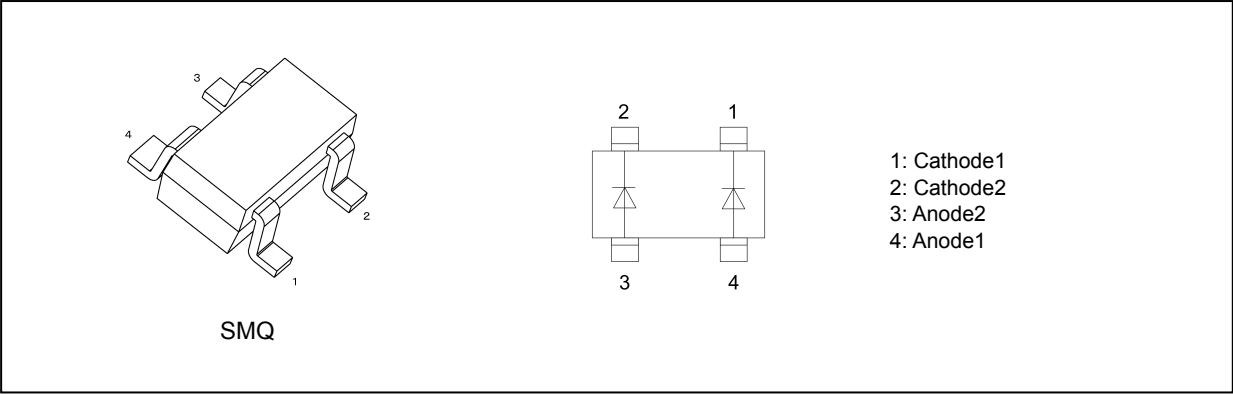 3
4
2
1
SMQ
2 1
3 4
1: Cathode1
2: Cathode2
3: Anode2
4: Anode1